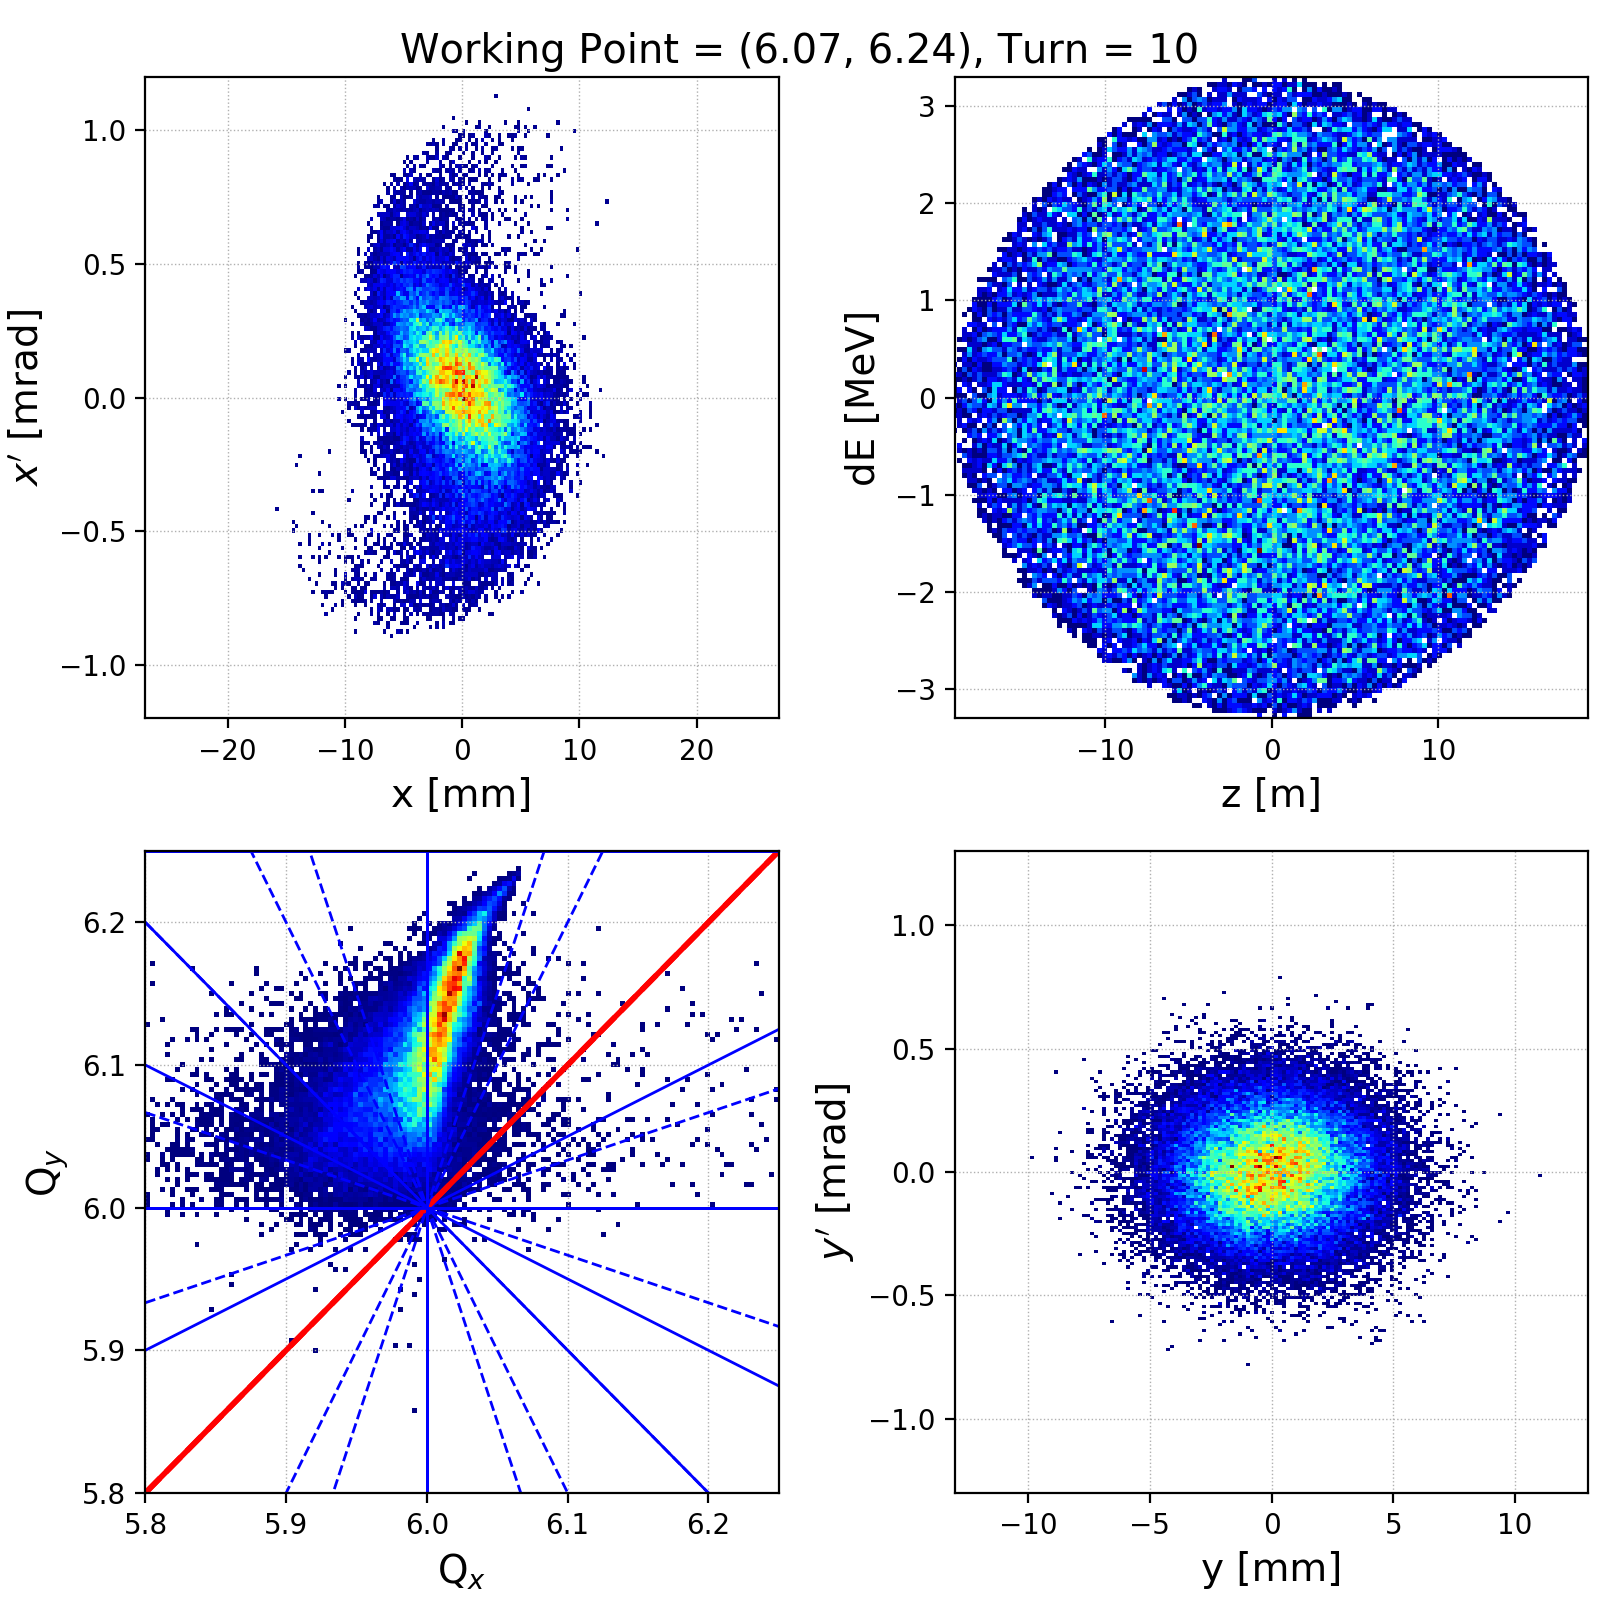 Working Point = (6.07, 6.24), Turn = 10
1.0
0.5
0.0
−0.5
−1.0
x′ [mrad]
−20 −10 0 10 20
x [mm]
3
2
1
0
−1
−2
−3
dE [MeV]
−10 0 10
z [m]
6.2
6.1
6.0
5.9
5.8
Qy
5.8 5.9 6.0 6.1 6.2
Qx
1.0
0.5
0.0
−0.5
−1.0
y′ [mrad]
−10 −5 0 5 10
y [mm]